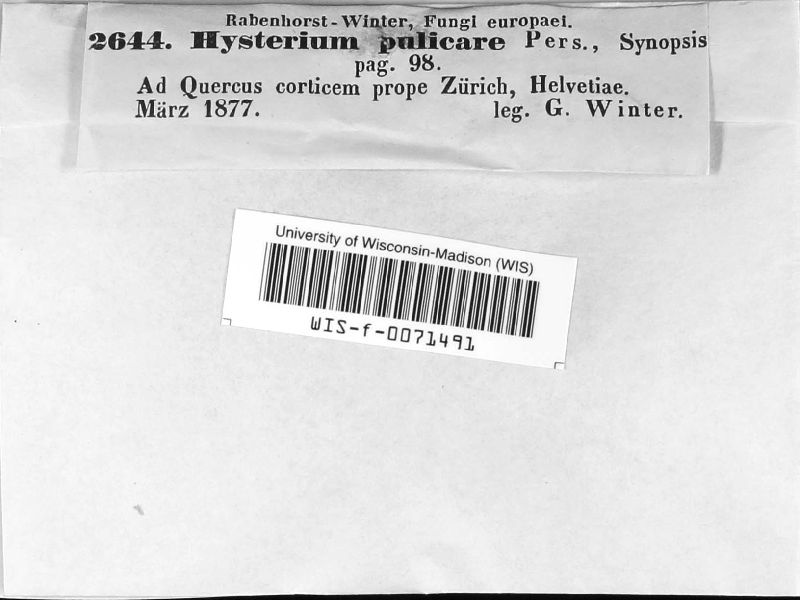 Rabenhorst-Winter, Fungi europaei.
2644. Hysterium pulicare Pers., Synopsis
pag. 98.
Ad Quercus corticem prope Zürich, Helvetiae.
März 1877. leg. G. Winter.
University of Wisconsin-Madison (WIS)
WIS-f-0071491